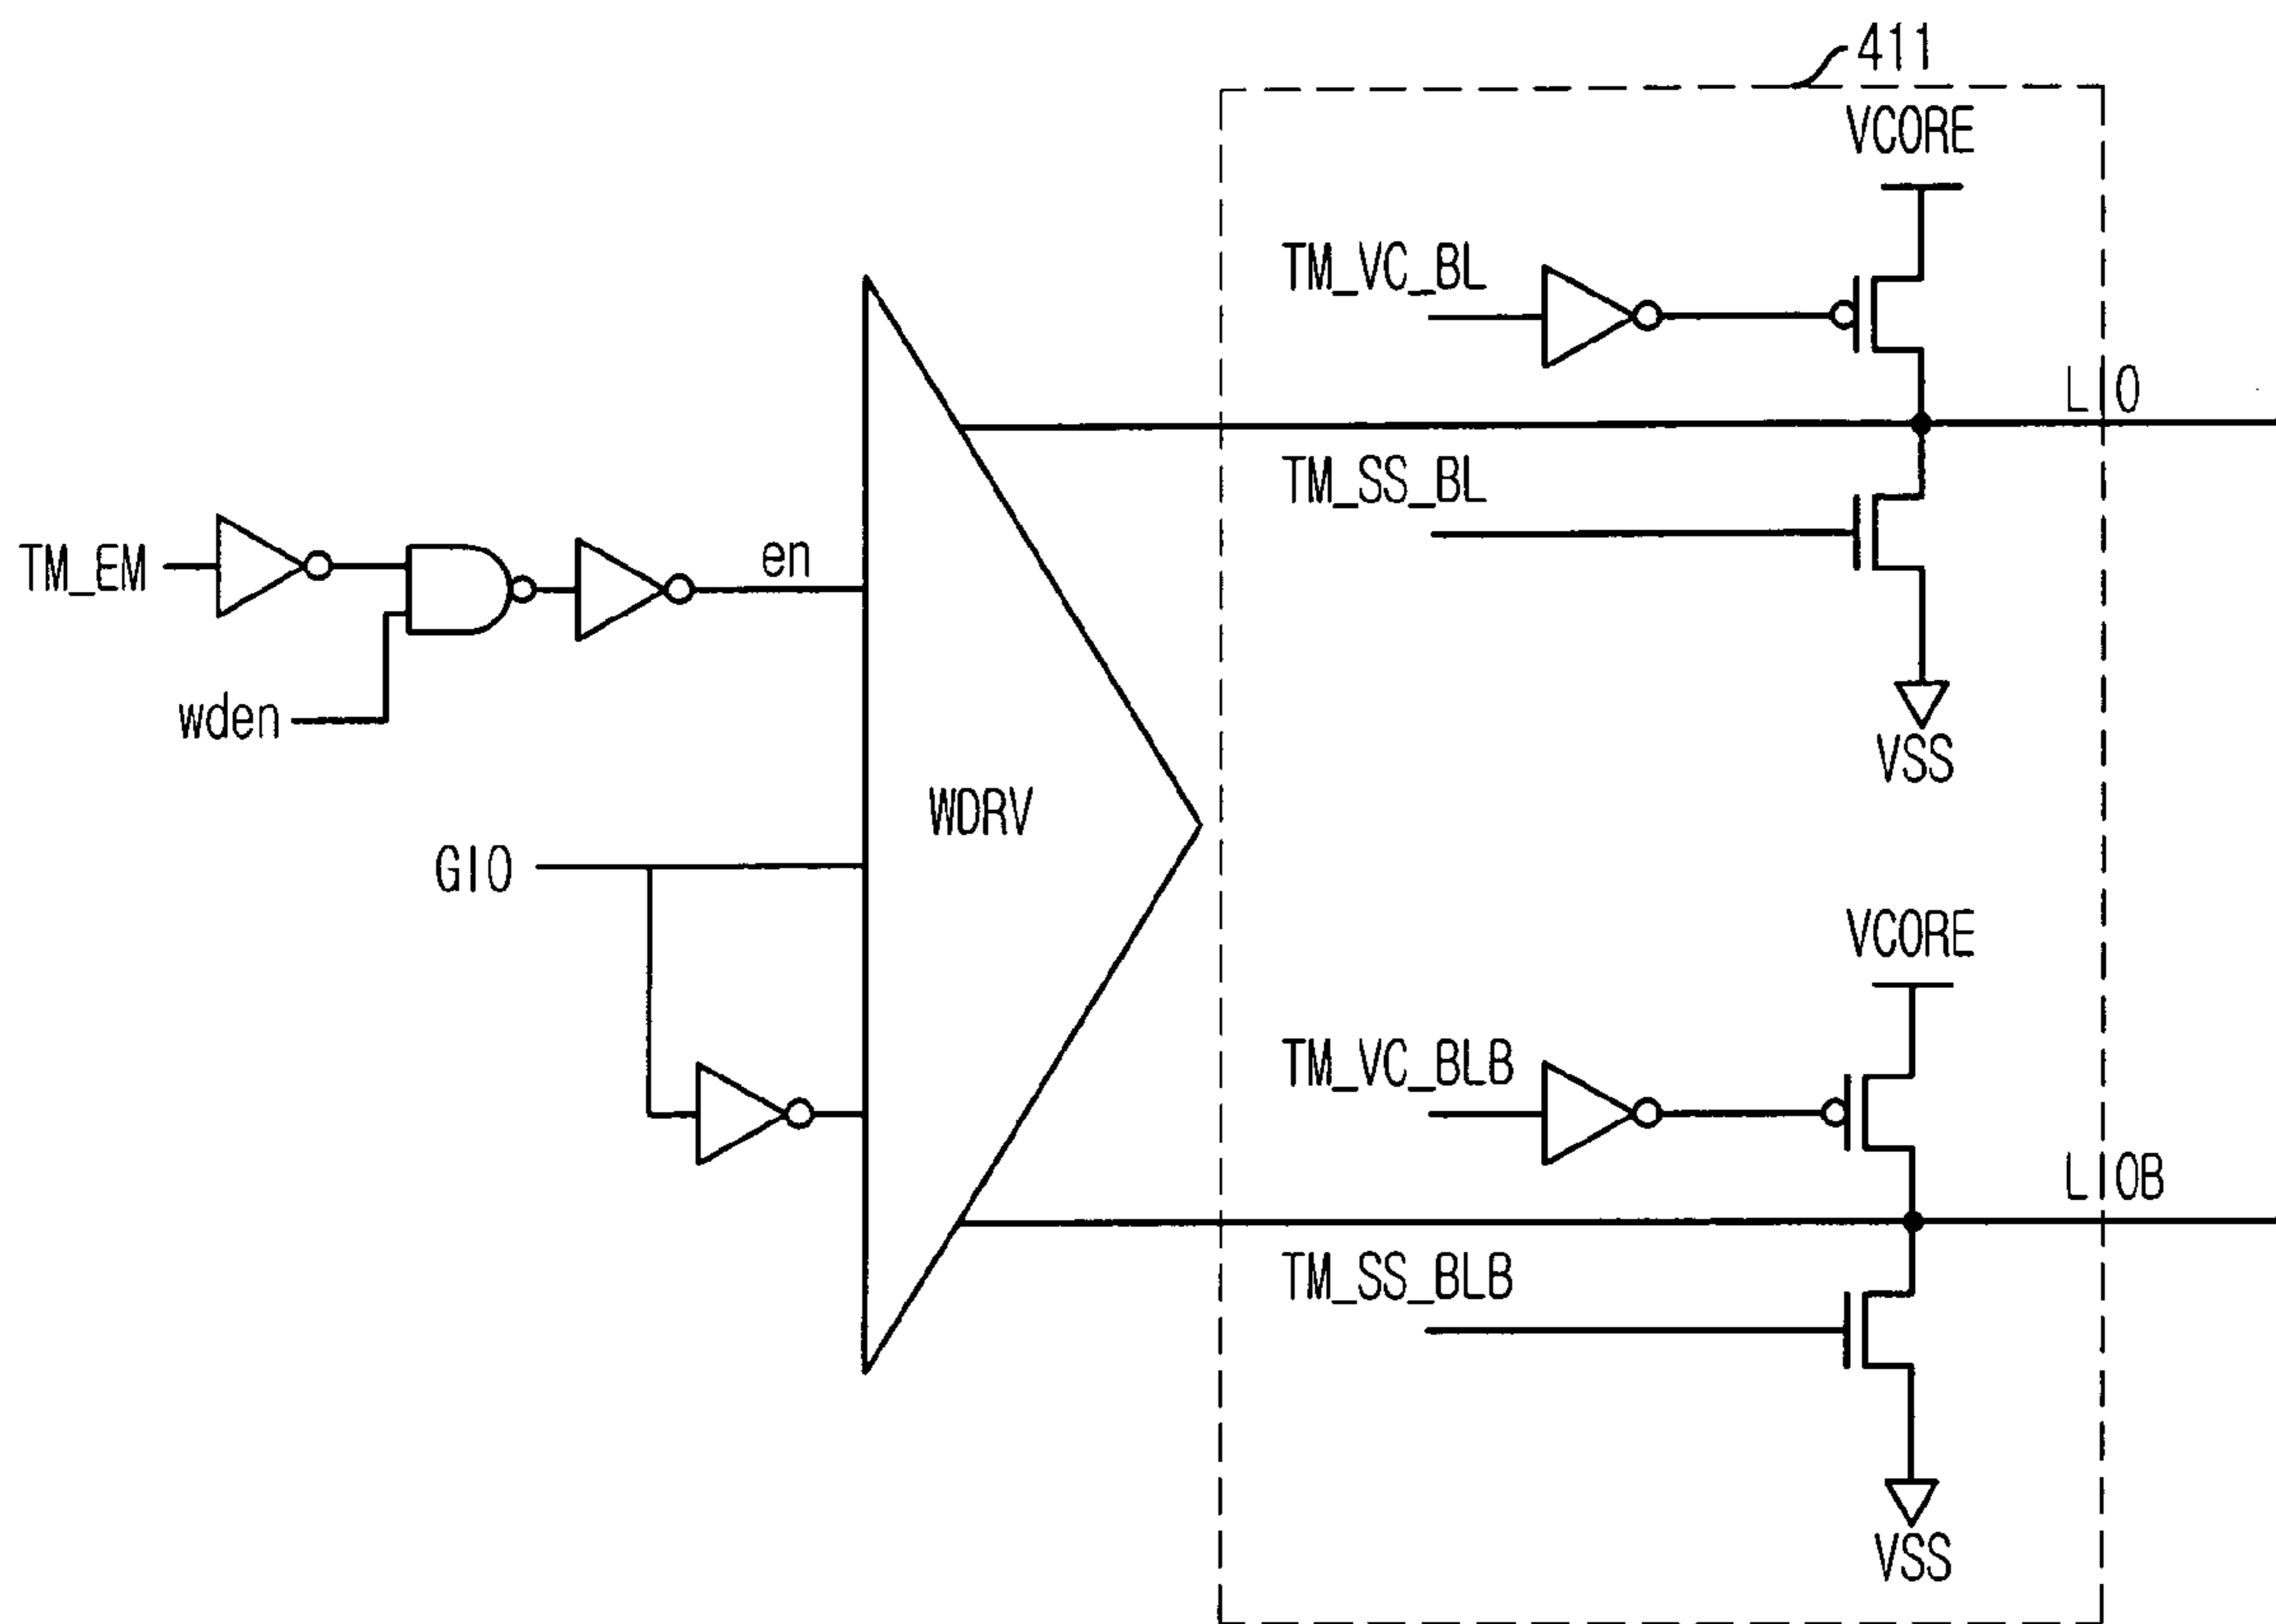 411
VCORE
TM_VC_BL
LIO
TM_SS_BL
TM_EM
en
wden
VSS
WDRV
GIO
VCORE
TM_VC_BLB
LIOB
TM_SS_BLB
VSS